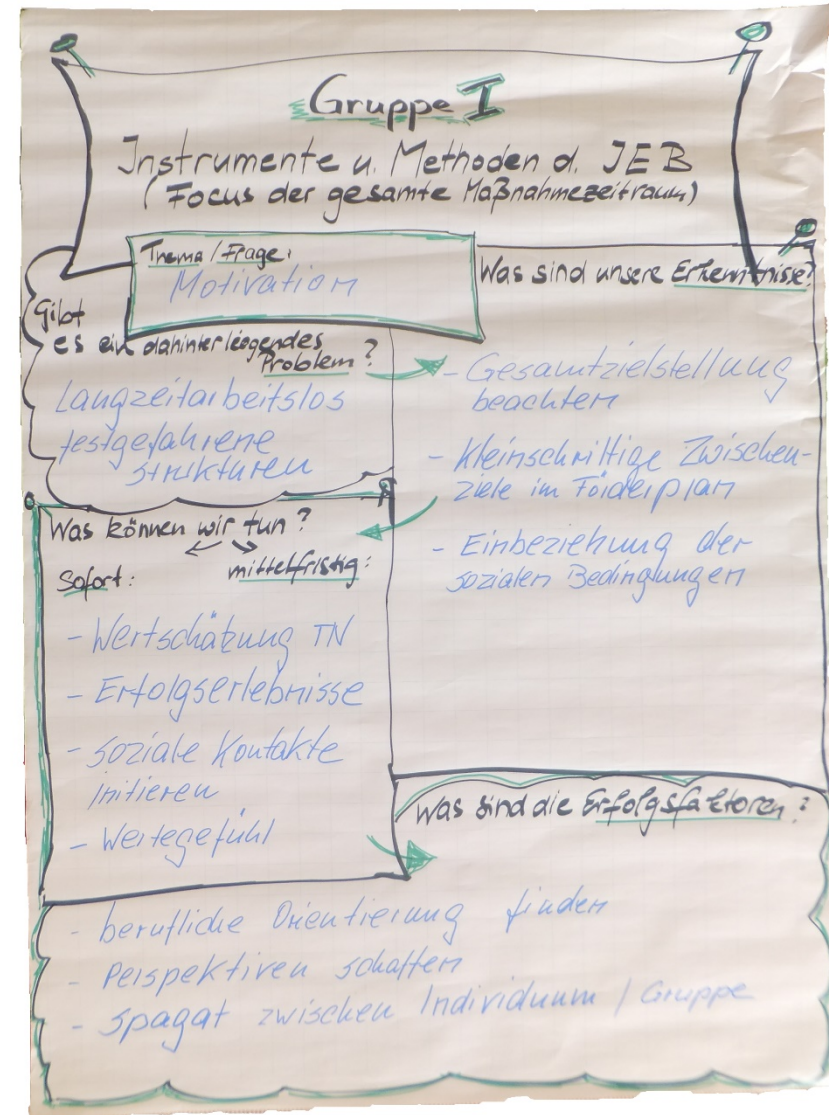 Gruppe I
Instrumente u. Methoden d. JEB
(Focus der gesamte Maßnahmezeitraum)
Thema/Frage:
Motivation
Gibt
es ein dahinterliegendes
Problem?
Langzeitarbeitslos
festgefahrene
strukturen
Was sind unsere Erkenntnisse?
- Gesamtzielstellung
beachten
- Kleinschrittige Zwischen-
ziele im Förderplan
- Einbeziehung der
sozialen Bedingungen
Was können wir tun?
Sofort:
mittelfristig:
- Wertschätzung TN
- Erfolgserlebnisse
- soziale Kontakte
initieren
- Wertegefühl
Was sind die Erfolgsfaktoren?
- berufliche Orientierung finden
- Perspektiven schaffen
- Spagat zwischen Individuum / Gruppe